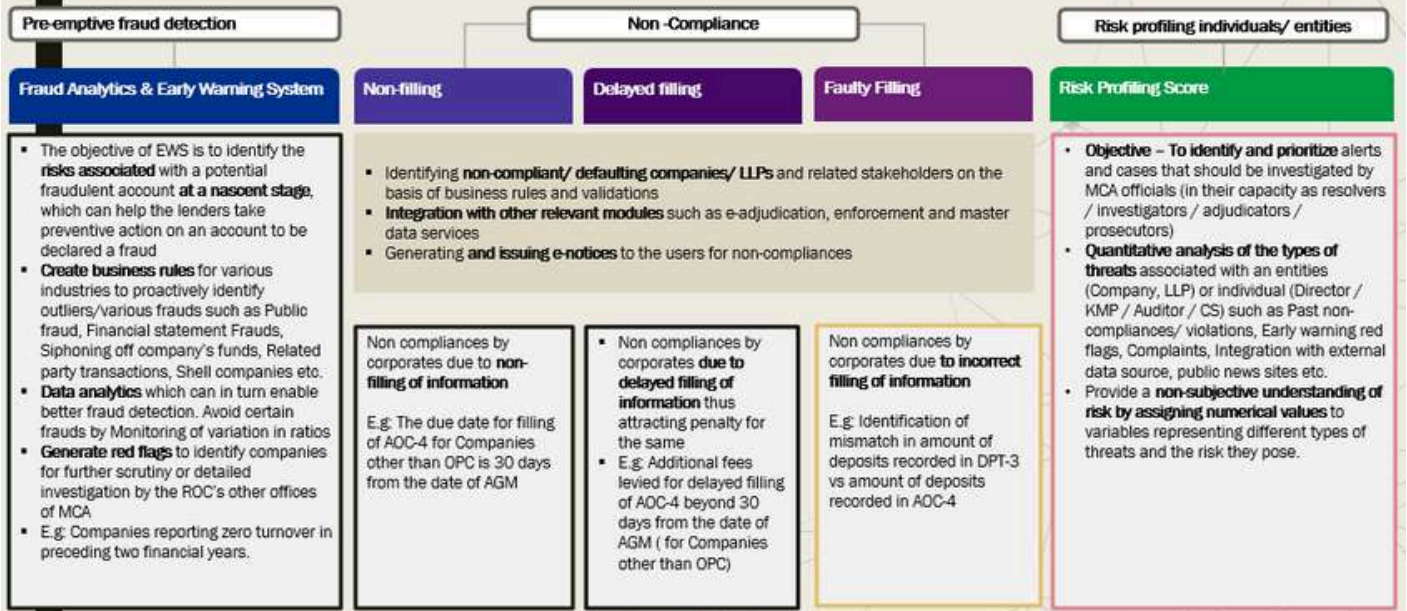 Pre-emptive fraud detection
Non -Compliance
Risk profiling individuals/ entities
Fraud Analytics & Early Warning System
Non-filling
Delayed filling
Faulty Filling
Risk Profiling Score
▪ The objective of EWS is to identify the
risks associated with a potential
fraudulent account at a nascent stage,
which can help the lenders take
preventive action on an account to be
declared a fraud
▪ Create business rules for various
industries to proactively identify
outliers/various frauds such as Public
fraud, Financial statement Frauds,
Siphoning off company's funds, Related
party transactions, Shell companies etc.
▪ Data analytics which can in turn enable
better fraud detection. Avoid certain
frauds by Monitoring of variation in ratios
▪ Generate red flags to identify companies
for further scrutiny or detailed
investigation by the ROC's other offices
of MCA
▪ E.g: Companies reporting zero turnover in
preceding two financial years.
▪ Identifying non-compliant/ defaulting companies/ LLPs and related stakeholders on the
basis of business rules and validations
▪ Integration with other relevant modules such as e-adjudication, enforcement and master
data services
▪ Generating and issuing e-notices to the users for non-compliances
Non compliances by
corporates due to non-
filling of information
E.g: The due date for filling
of AOC-4 for Companies
other than OPC is 30 days
from the date of AGM
▪ Non compliances by
corporates due to
delayed filling of
information thus
attracting penalty for
the same
▪ E.g: Additional fees
levied for delayed filling
of AOC-4 beyond 30
days from the date of
AGM ( for Companies
other than OPC)
Non compliances by
corporates due to incorrect
filling of information
E.g: Identification of
mismatch in amount of
deposits recorded in DPT-3
vs amount of deposits
recorded in AOC-4
• Objective – To identify and prioritize alerts
and cases that should be investigated by
MCA officials (in their capacity as resolvers
/ investigators / adjudicators /
prosecutors)
• Quantitative analysis of the types of
threats associated with an entities
(Company, LLP) or individual (Director /
KMP / Auditor / CS) such as Past non-
compliances/ violations, Early warning red
flags, Complaints, Integration with external
data source, public news sites etc.
• Provide a non-subjective understanding of
risk by assigning numerical values to
variables representing different types of
threats and the risk they pose.